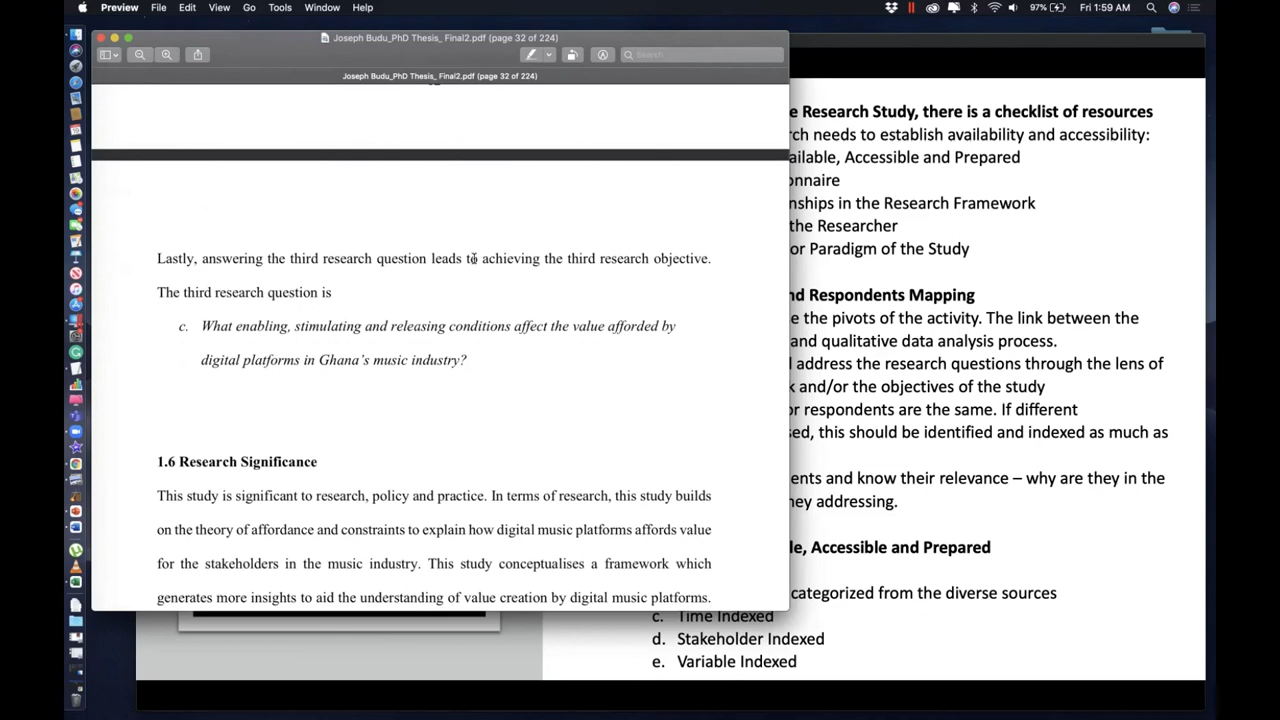 Preview File Edit View Go Tools Window Help 97% Fri 1:59 AM
Joseph Budu_PhD Thesis_ Final2.pdf (page 32 of 224)
Search
Joseph Budu_PhD Thesis_ Final2.pdf (page 32 of 224)
Lastly, answering the third research question leads to achieving the third research objective.
The third research question is
c. What enabling, stimulating and releasing conditions affect the value afforded by
digital platforms in Ghana's music industry?
1.6 Research Significance
This study is significant to research, policy and practice. In terms of research, this study builds
on the theory of affordance and constraints to explain how digital music platforms affords value
for the stakeholders in the music industry. This study conceptualises a framework which
generates more insights to aid the understanding of value creation by digital music platforms.
e Research Study, there is a checklist of resources
rch needs to establish availability and accessibility:
ailable, Accessible and Prepared
onnaire
nships in the Research Framework
the Researcher
or Paradigm of the Study
nd Respondents Mapping
e the pivots of the activity. The link between the
and qualitative data analysis process.
d address the research questions through the lens of
k and/or the objectives of the study
or respondents are the same. If different
sed, this should be identified and indexed as much as
ents and know their relevance – why are they in the
hey addressing.
le, Accessible and Prepared
categorized from the diverse sources
c. Time Indexed
d. Stakeholder Indexed
e. Variable Indexed